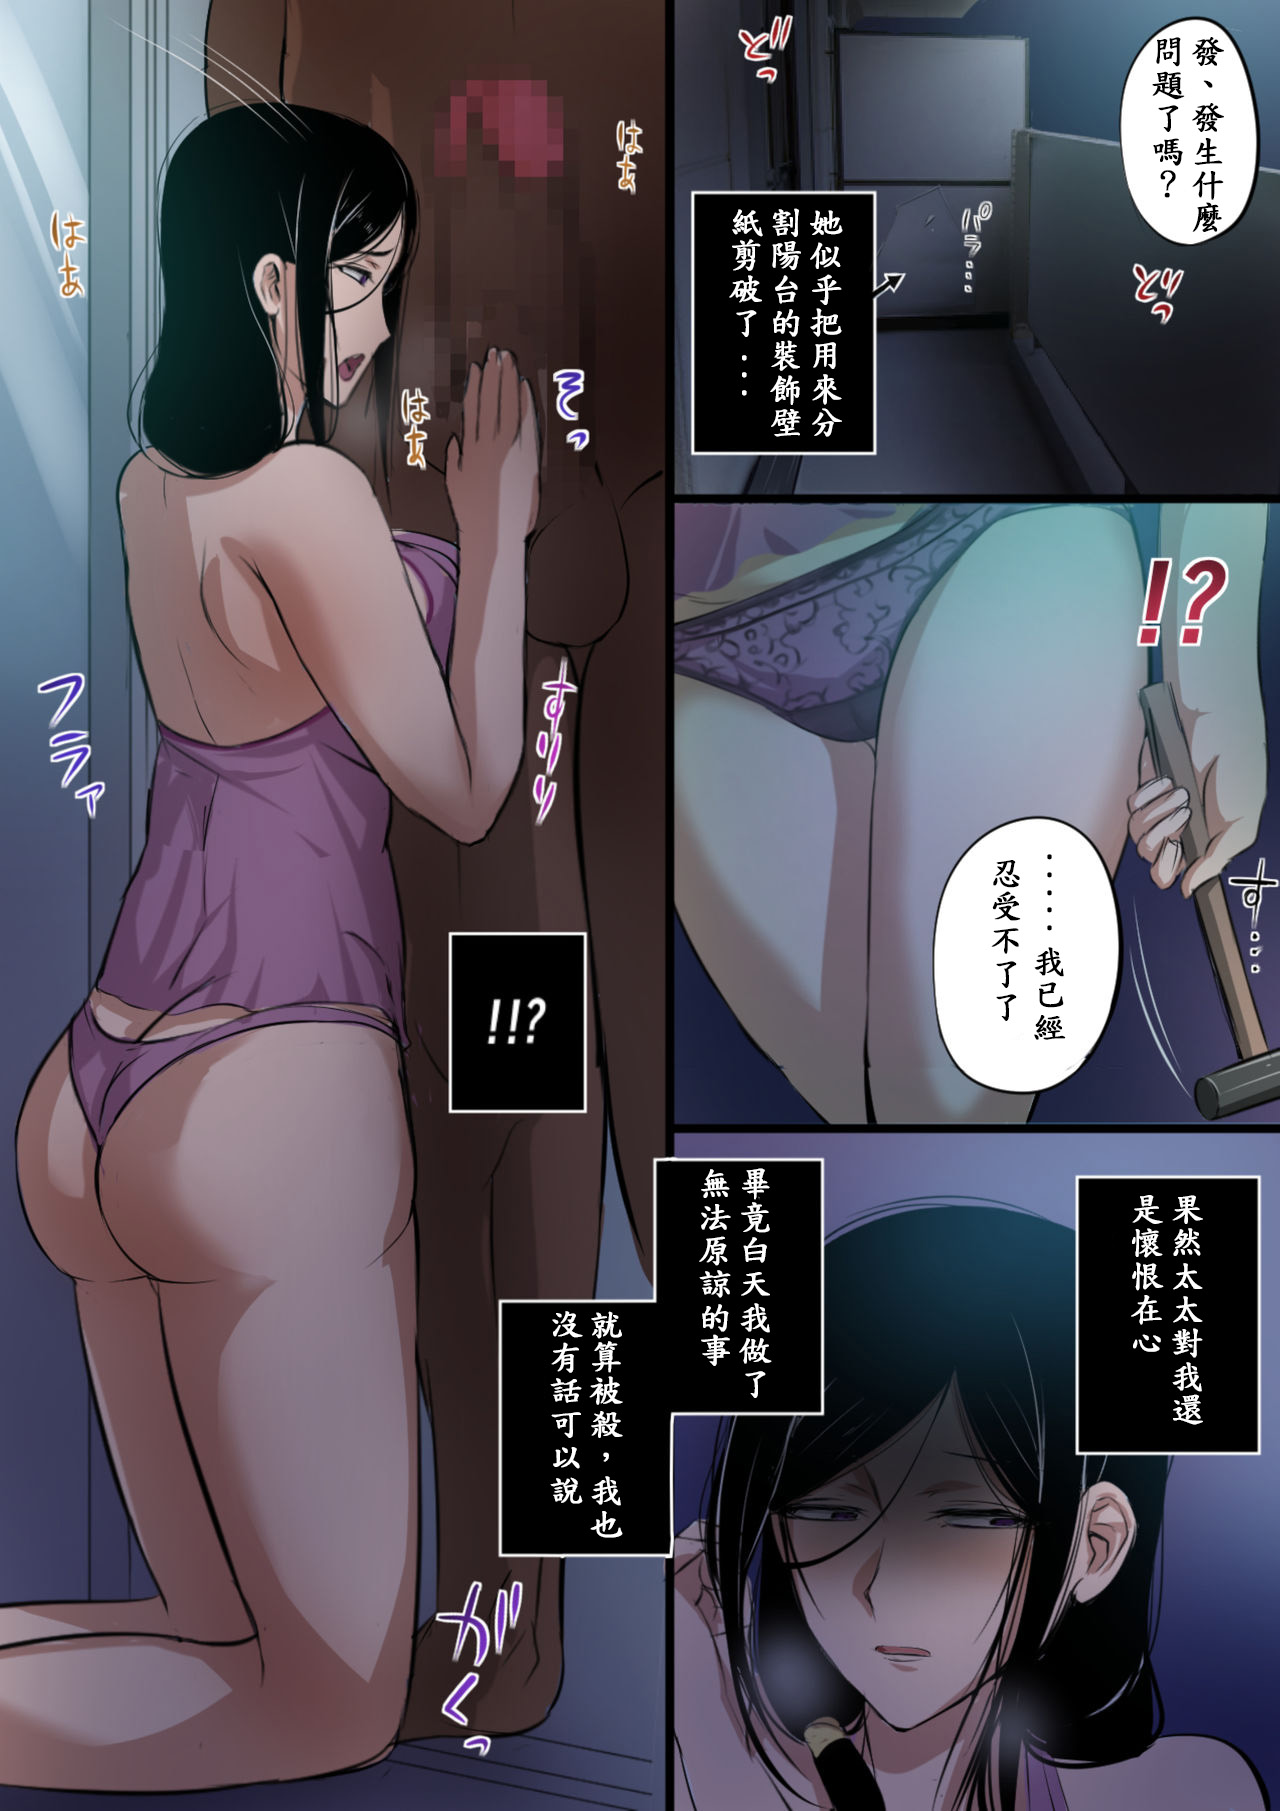 發、發生什麼
問題了嗎？
ドリ
どっ
パラ・・・
どりっ
她似乎把用來分
割陽台的裝飾壁
紙剪破了・・・
!?
・・・・・我已經
忍受不了了
す・・・
果然太太對我還
是懷恨在心
畢竟白天我做了
無法原諒的事
就算被殺，我也
沒有話可以說
はぁ
はぁ
はぁ
そっ
すりり
フラァ
!!?
がくっ